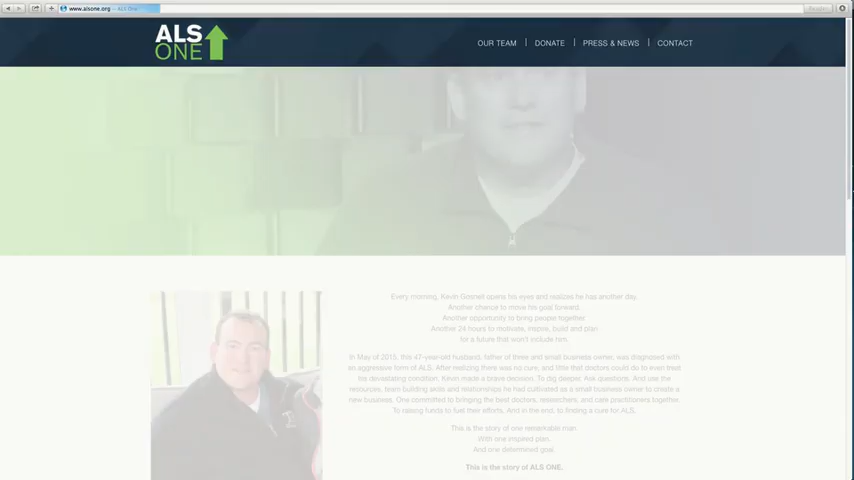 www.alsone.org – ALS One
Reader
ALS
ONE
OUR TEAM | DONATE | PRESS & NEWS | CONTACT
Every morning, Kevin Gosnell opens his eyes and realizes he has another day.
Another chance to move his goal forward.
Another opportunity to bring people together.
Another 24 hours to motivate, inspire, build and plan
for a future that won't include him.
In May of 2015, this 47-year-old husband, father of three and small business owner, was diagnosed with
an aggressive form of ALS. After realizing there was no cure, and little that doctors could do to even treat
his devastating condition, Kevin made a brave decision. To dig deeper. Ask questions. And use the
resources, team building skills and relationships he had cultivated as a small business owner to create a
new business. One committed to bringing the best doctors, researchers, and care practitioners together.
To raising funds to fuel their efforts. And in the end, to finding a cure for ALS.
This is the story of one remarkable man.
With one inspired plan.
And one determined goal.
This is the story of ALS ONE.